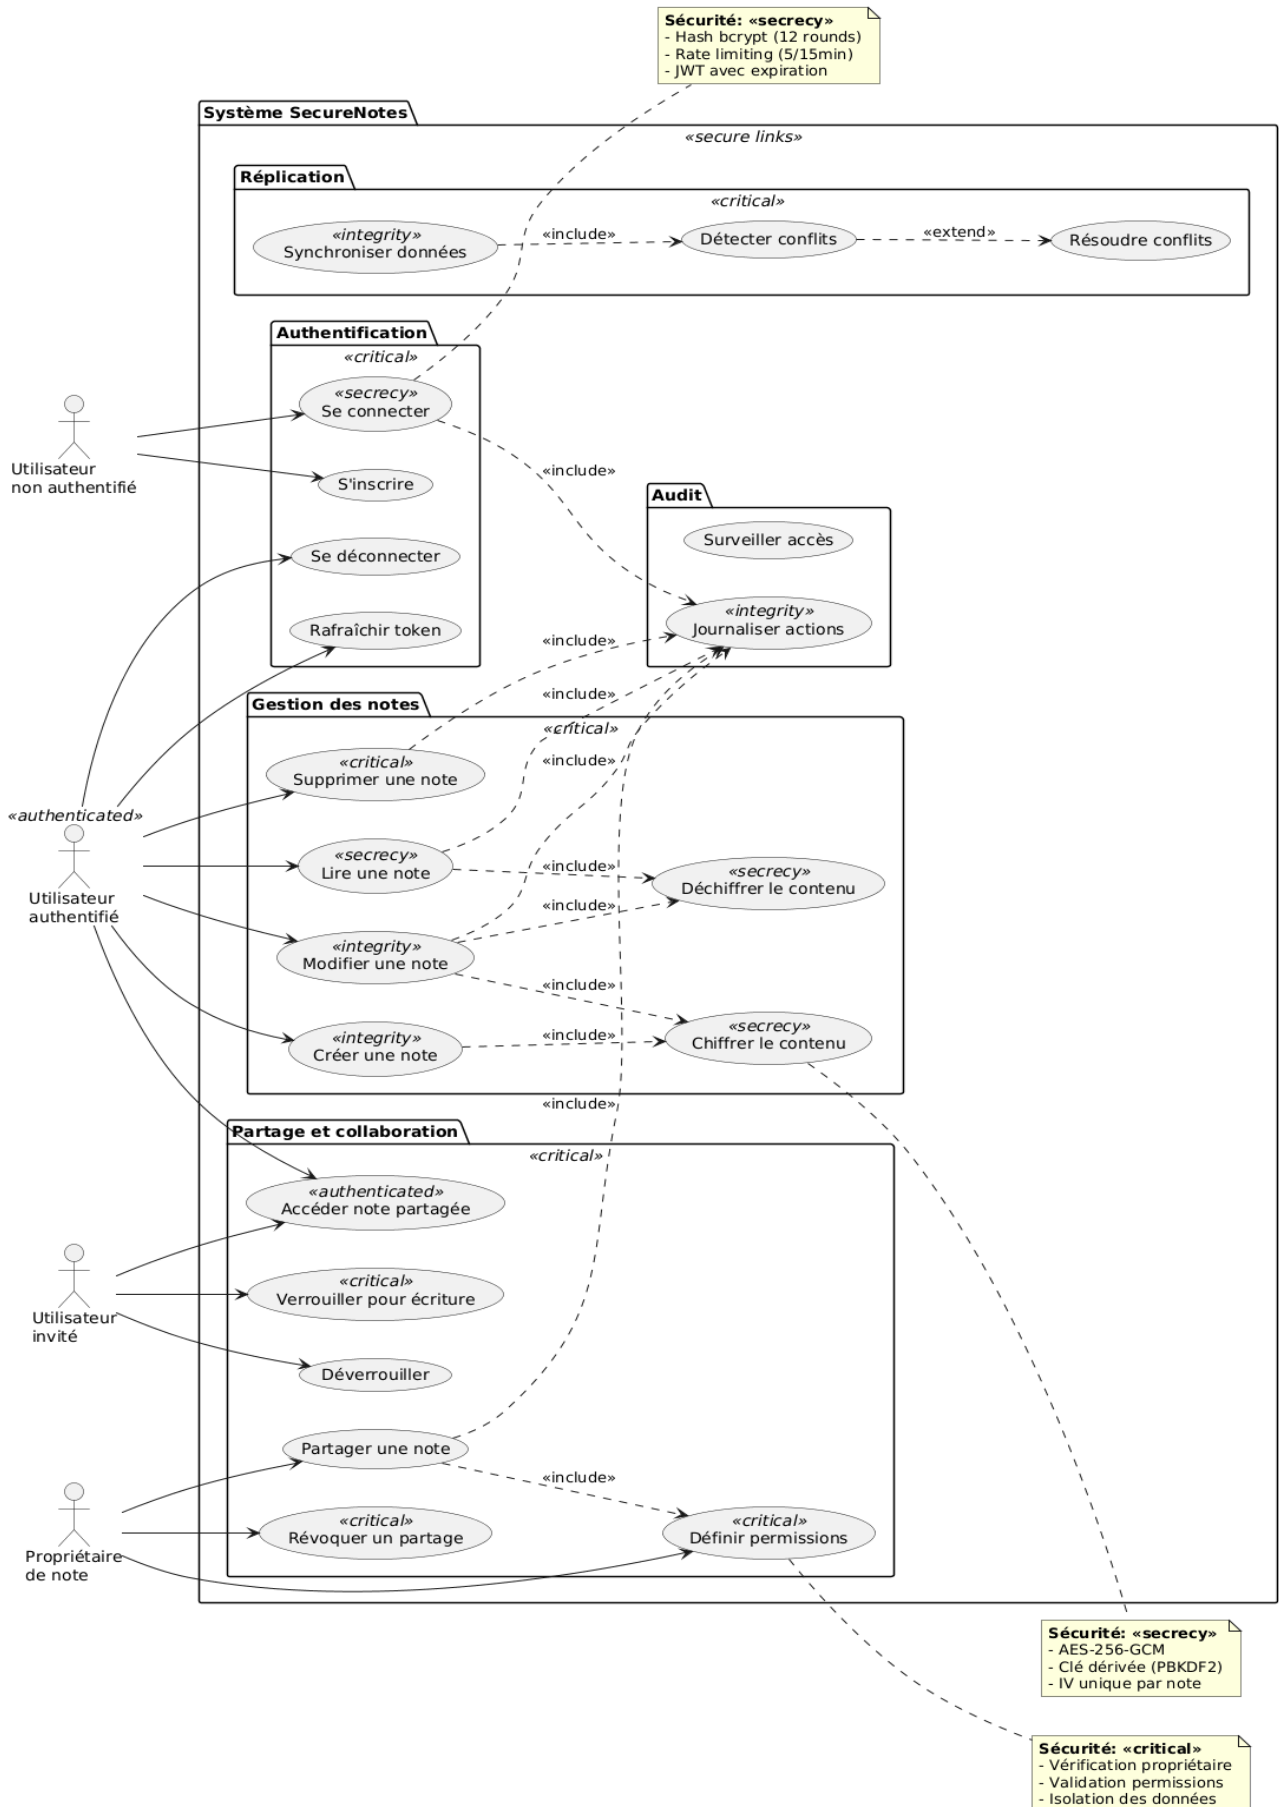 Sécurité: «secrecy»
- Hash bcrypt (12 rounds)
- Rate limiting (5/15min)
- JWT avec expiration
Système SecureNotes
«secure links»
Réplication
«critical»
«integrity»
Synchroniser données
«include»
Détecter conflits
«extend»
Résoudre conflits
Authentification
«critical»
«secrecy»
Se connecter
Utilisateur
non authentifié
«include»
S'inscrire
Audit
Surveiller accès
Se déconnecter
«integrity»
Journaliser actions
Rafraîchir token
«include»
«include»
Gestion des notes
«critical»
«include»
«critical»
Supprimer une note
«authenticated»
Utilisateur
authentifié
«secrecy»
Lire une note
«include»
«secrecy»
Déchiffrer le contenu
«include»
«integrity»
Modifier une note
«include»
«secrecy»
Chiffrer le contenu
«integrity»
Créer une note
«include»
«include»
Partage et collaboration
«critical»
«authenticated»
Accéder note partagée
Utilisateur
invité
«critical»
Verrouiller pour écriture
Déverrouiller
Partager une note
«include»
Propriétaire
de note
«critical»
Révoquer un partage
«critical»
Définir permissions
Sécurité: «secrecy»
- AES-256-GCM
- Clé dérivée (PBKDF2)
- IV unique par note
Sécurité: «critical»
- Vérification propriétaire
- Validation permissions
- Isolation des données